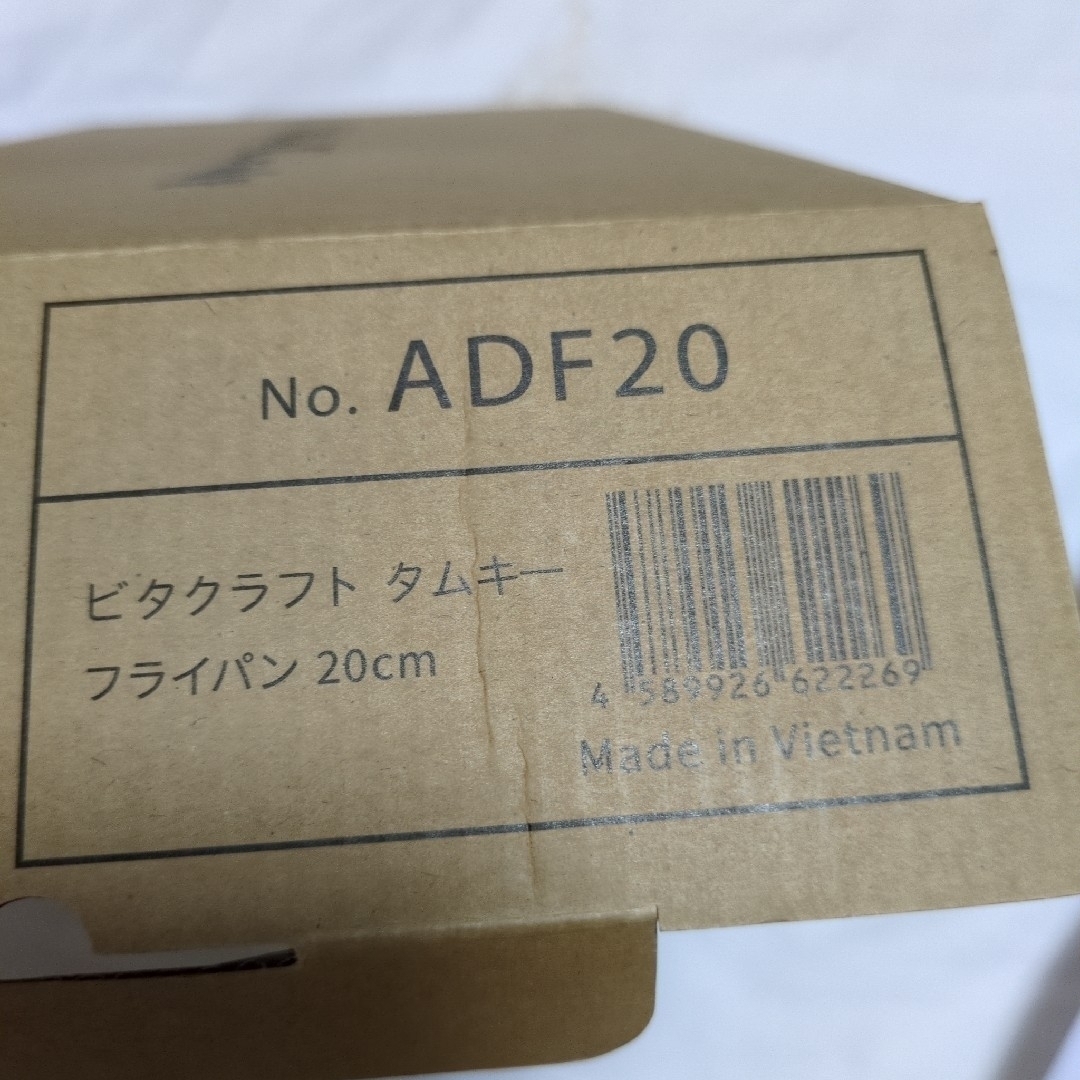 No. ADF20
ビタクラフト タムキー
フライパン 20cm
4 589926 622269
Made in Vietnam